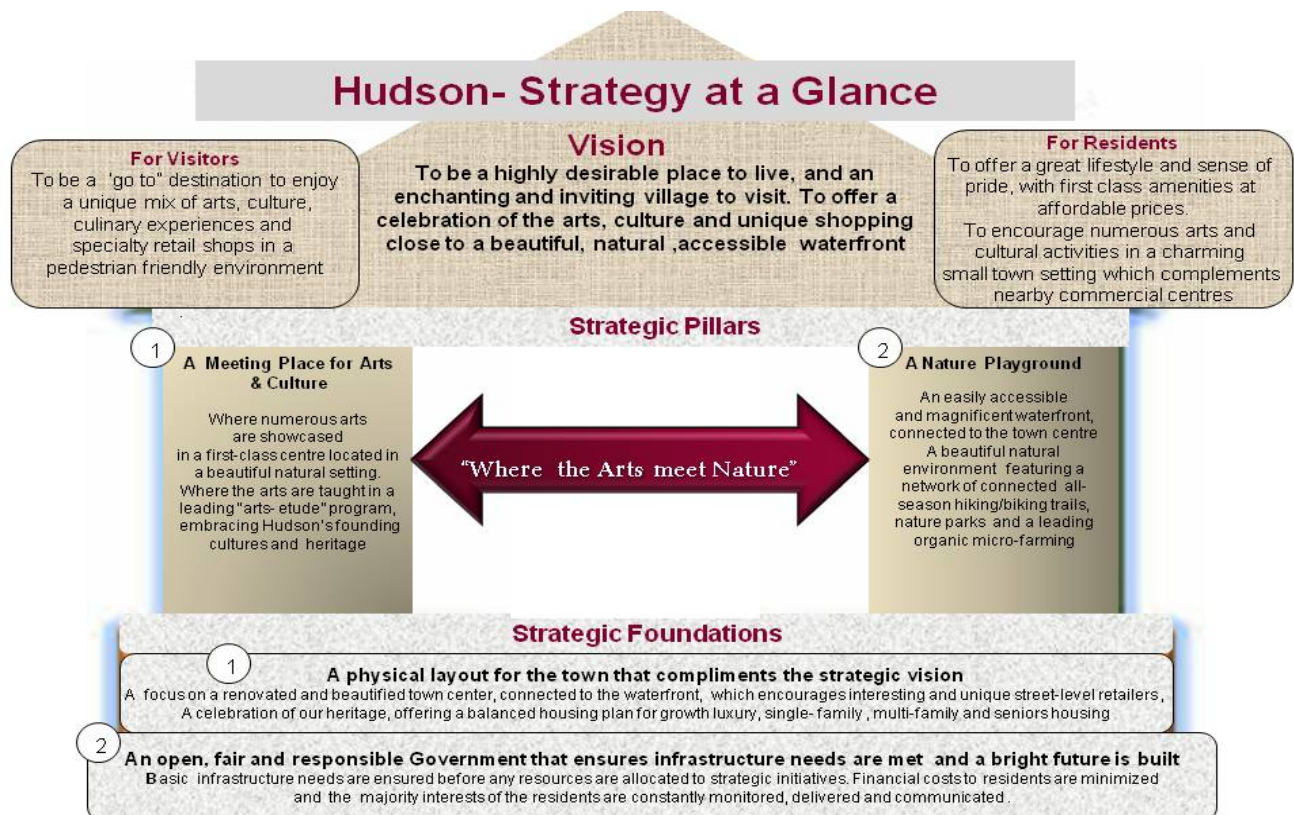 Hudson- Strategy at a Glance
Vision
To be a highly desirable place to live, and an
enchanting and inviting village to visit. To offer a
celebration of the arts, culture and unique shopping
close to a beautiful, natural ,accessible waterfront
For Visitors
To be a 'go to" destination to enjoy
a unique mix of arts, culture,
culinary experiences and
specialty retail shops in a
pedestrian friendly environment
For Residents
To offer a great lifestyle and sense of
pride, with first class amenities at
affordable prices.
To encourage numerous arts and
cultural activities in a charming
small town setting which complements
nearby commercial centres
Strategic Pillars
1
A Meeting Place for Arts
& Culture
Where numerous arts
are showcased
in a first-class centre located in
a beautiful natural setting.
Where the arts are taught in a
leading "arts- etude" program,
embracing Hudson's founding
cultures and heritage
"Where the Arts meet Nature"
2
A Nature Playground
An easily accessible
and magnificent waterfront,
connected to the town centre
A beautiful natural
environment featuring a
network of connected all-
season hiking/biking trails,
nature parks and a leading
organic micro-farming
Strategic Foundations
1
A physical layout for the town that compliments the strategic vision
A focus on a renovated and beautified town center, connected to the waterfront, which encourages interesting and unique street-level retailers,
A celebration of our heritage, offering a balanced housing plan for growth luxury, single- family , multi-family and seniors housing
2
An open, fair and responsible Government that ensures infrastructure needs are met and a bright future is built
Basic infrastructure needs are ensured before any resources are allocated to strategic initiatives. Financial costs to residents are minimized
and the majority interests of the residents are constantly monitored, delivered and communicated.